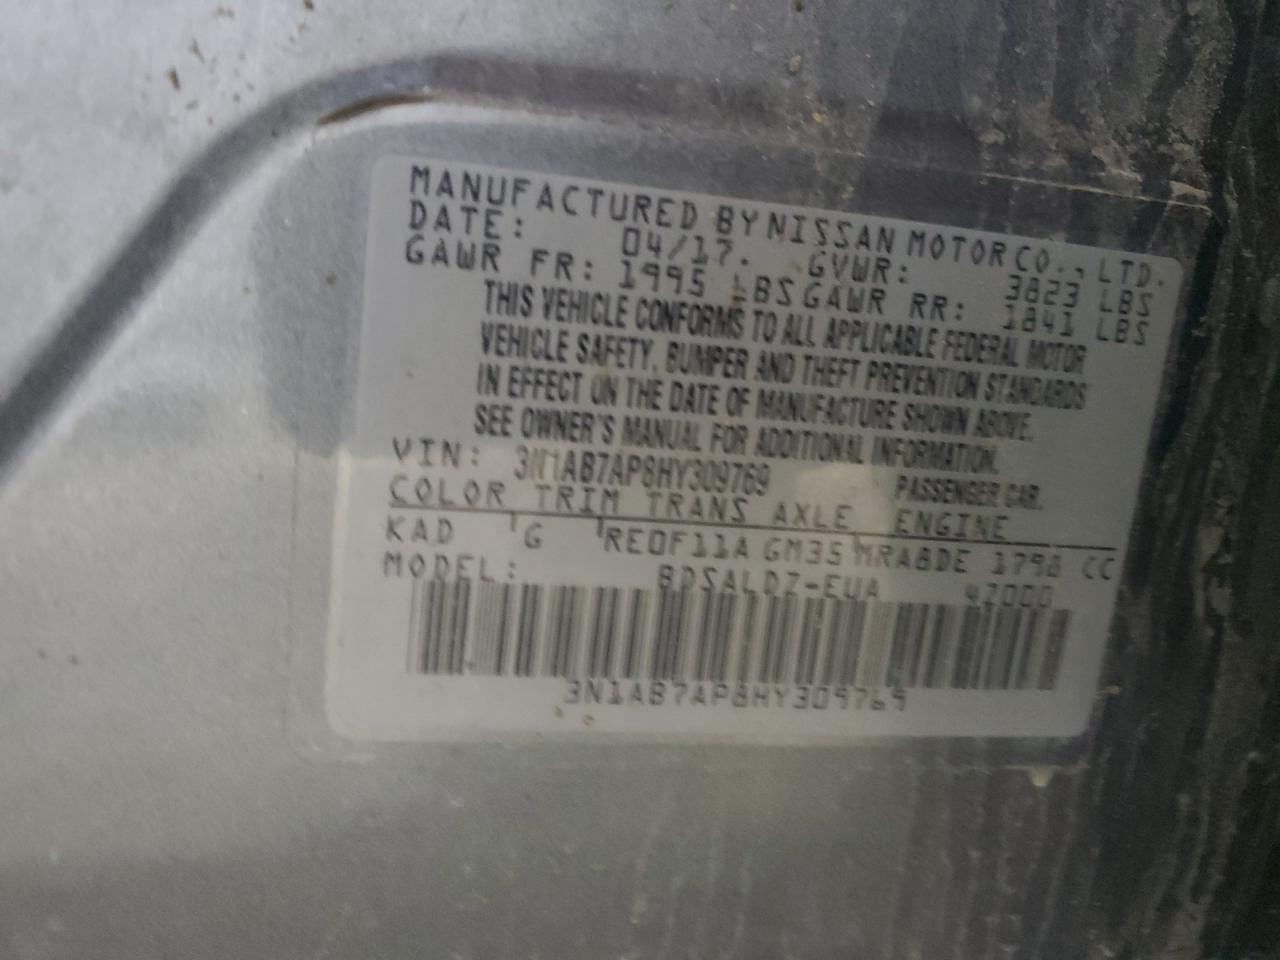 MANUFACTURED BY NISSAN MOTOR CO., LTD.
DATE: 04/17. GVWR: 3823 LBS
GAWR FR: 1995 LBS GAWR RR: 1841 LBS
THIS VEHICLE CONFORMS TO ALL APPLICABLE FEDERAL MOTOR
VEHICLE SAFETY, BUMPER AND THEFT PREVENTION STANDARDS
IN EFFECT ON THE DATE OF MANUFACTURE SHOWN ABOVE.
SEE OWNER'S MANUAL FOR ADDITIONAL INFORMATION.
VIN: 3N1AB7AP8HY309769 PASSENGER CAR.
COLOR TRIM TRANS AXLE ENGINE
KAD G RE0F11A GM35 MRA8DE 1798 CC
MODEL: BDSALDZ-EUA 42000
3N1AB7AP8HY309769